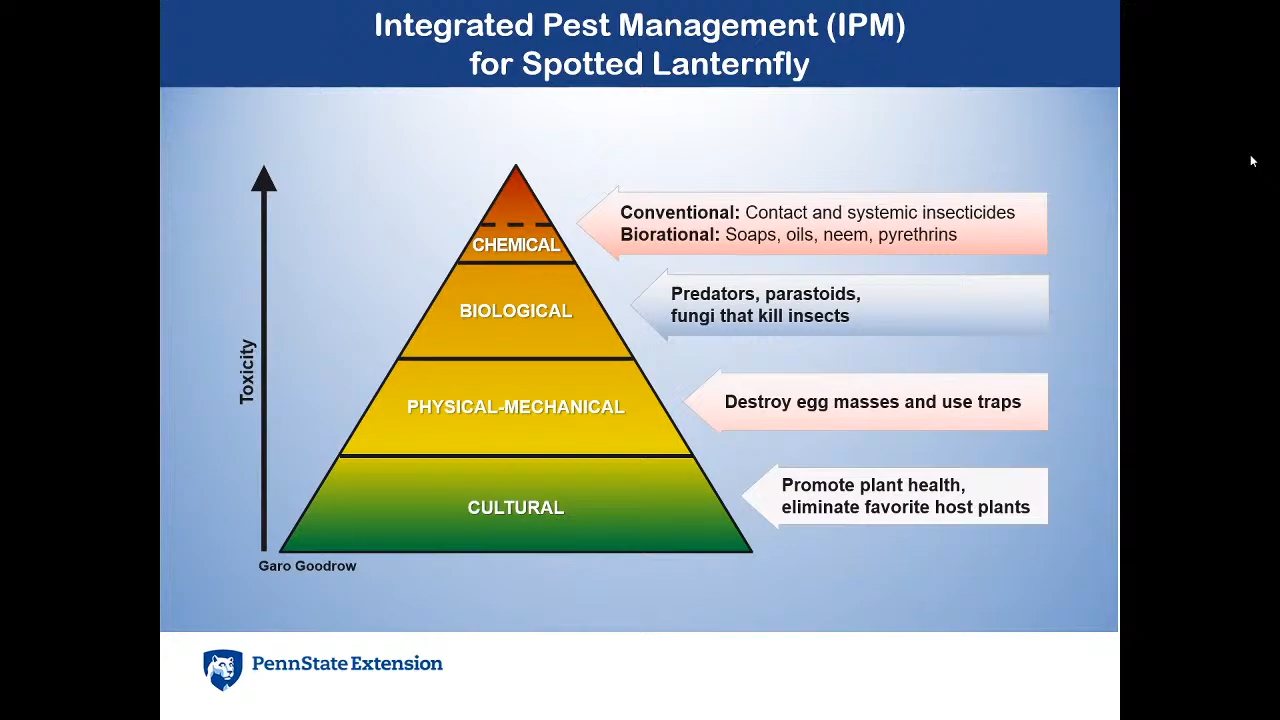 Integrated Pest Management (IPM)
for Spotted Lanternfly
Toxicity
CHEMICAL
Conventional: Contact and systemic insecticides
Biorational: Soaps, oils, neem, pyrethrins
BIOLOGICAL
Predators, parastoids,
fungi that kill insects
PHYSICAL-MECHANICAL
Destroy egg masses and use traps
CULTURAL
Promote plant health,
eliminate favorite host plants
Garo Goodrow
PennState Extension